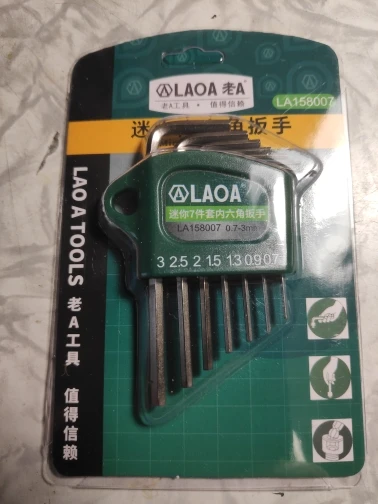 LAOA 老A®
老A工具 · 值得信赖
LA158007
迷 角扳手
LAOA
迷你7件套内六角扳手
LA158007 0.7-3mm
3 2.5 2 1.5 1.3 0.9 0.7
LAO A TOOLS 老A工具 值得信赖